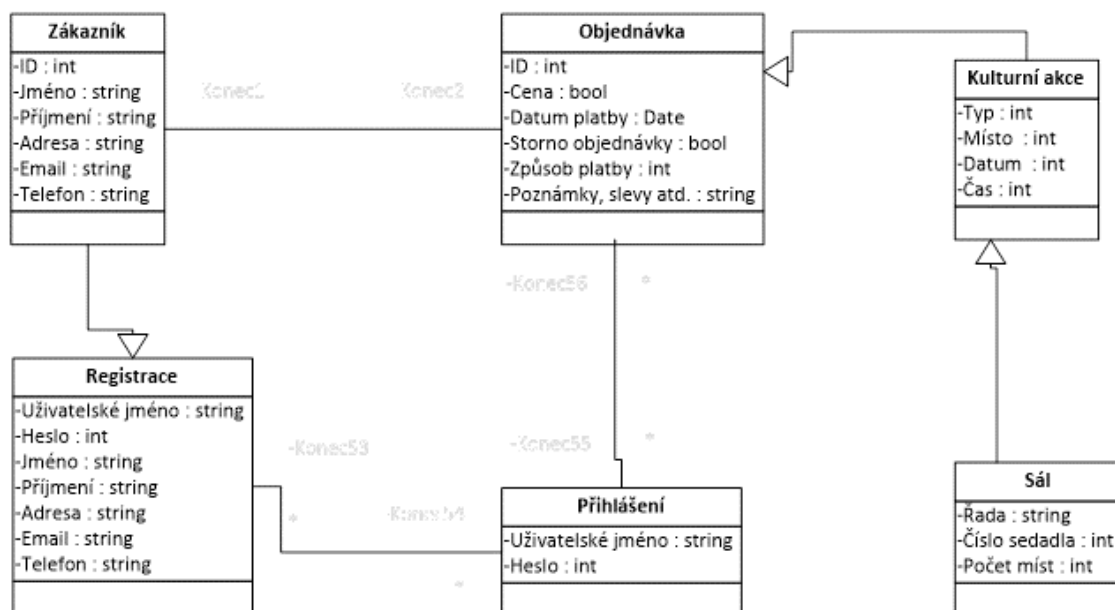 Zákazník
-ID : int
-Jméno : string
-Příjmení : string
-Adresa : string
-Email : string
-Telefon : string
Konec1
Konec2
Objednávka
-ID : int
-Cena : bool
-Datum platby : Date
-Storno objednávky : bool
-Způsob platby : int
-Poznámky, slevy atd. : string
Kulturní akce
-Typ : int
-Místo : int
-Datum : int
-Čas : int
-Konec56
*
Registrace
-Uživatelské jméno : string
-Heslo : int
-Jméno : string
-Příjmení : string
-Adresa : string
-Email : string
-Telefon : string
-Konec53
*
-Konec54
*
-Konec55
*
Přihlášení
-Uživatelské jméno : string
-Heslo : int
Sál
-Řada : string
-Číslo sedadla : int
-Počet míst : int